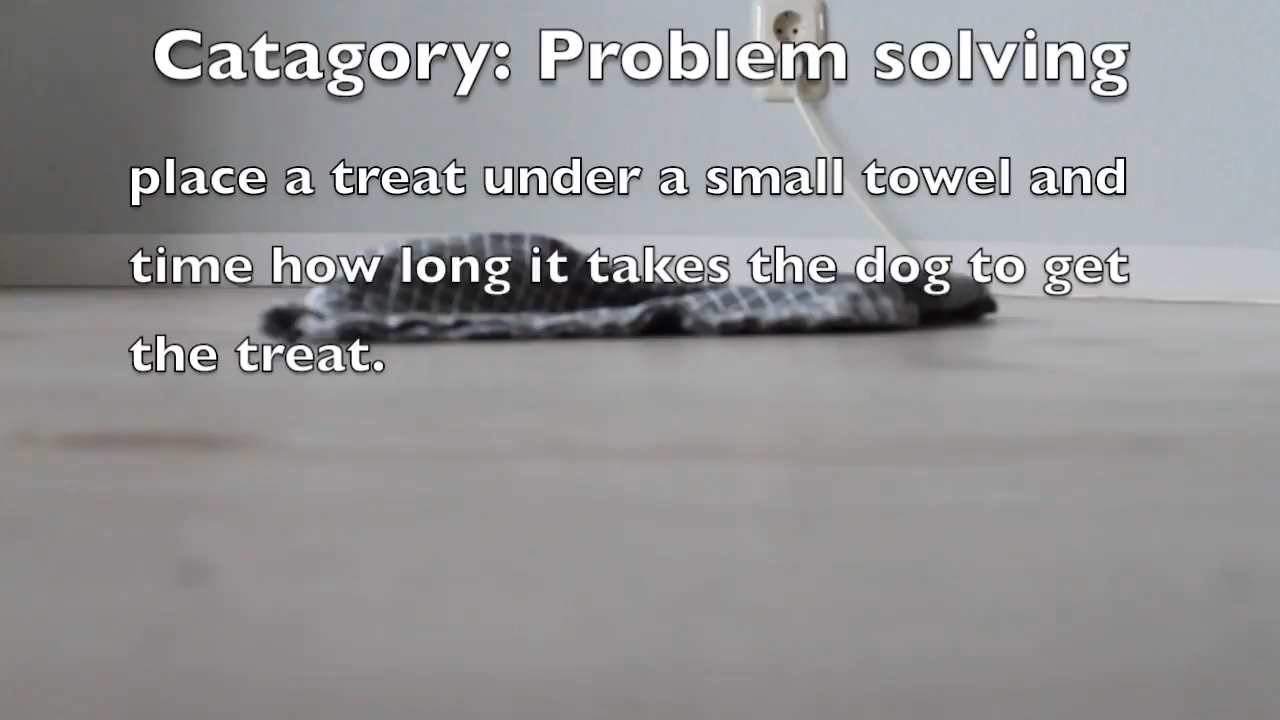 Catagory: Problem solving
place a treat under a small towel and
time how long it takes the dog to get
the treat.